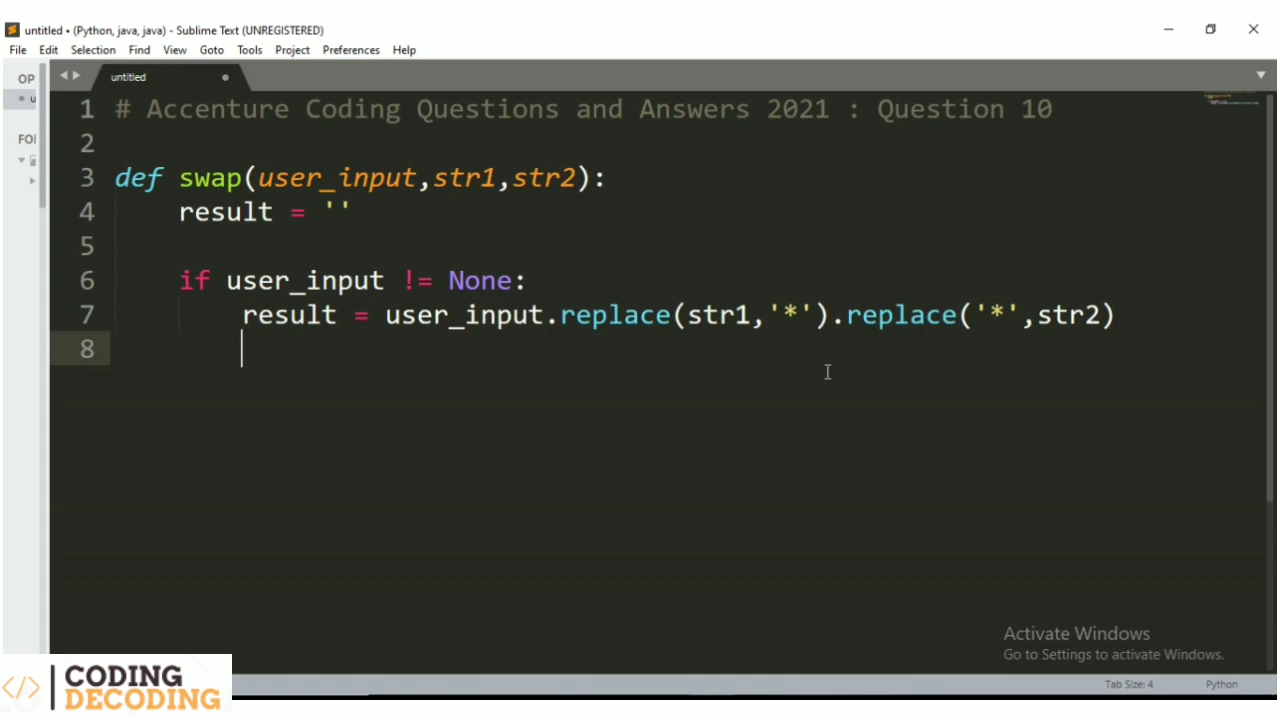 untitled • (Python, java, java) - Sublime Text (UNREGISTERED)
File Edit Selection Find View Goto Tools Project Preferences Help
OP
untitled
u
FOI
1 # Accenture Coding Questions and Answers 2021 : Question 10
2
3 def swap(user_input,str1,str2):
4 result = ''
5
6 if user_input != None:
7 result = user_input.replace(str1,'*').replace('*',str2)
8
Activate Windows
Go to Settings to activate Windows.
</> CODING
DECODING
Tab Size: 4 Python